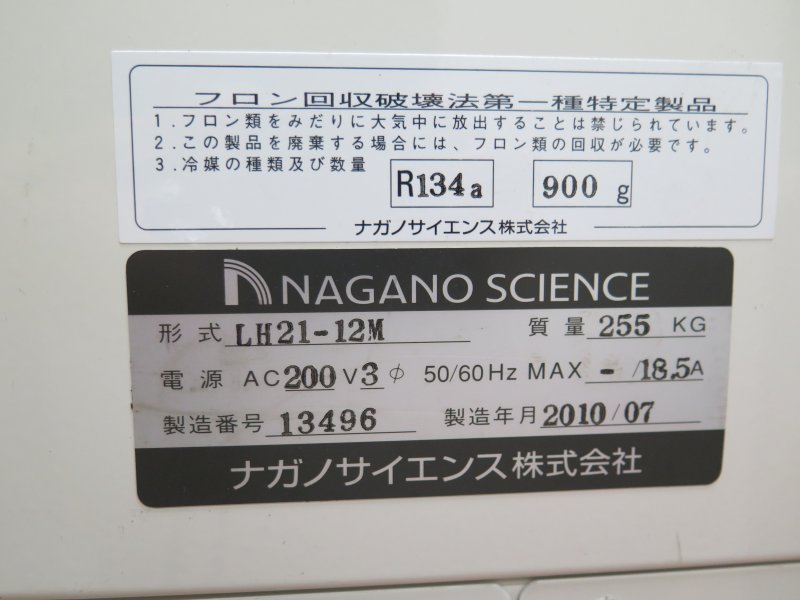 フロン回収破壊法第一種特定製品
1.フロン類をみだりに大気中に放出することは禁じられています。
2.この製品を廃棄する場合には、フロン類の回収が必要です。
3.冷媒の種類及び数量 R134a 900 g
ナガノサイエンス株式会社
NAGANO SCIENCE
形式 LH21-12M 質量 255 KG
電源 AC200V3φ 50/60Hz MAX - /18.5A
製造番号 13496 製造年月 2010/07
ナガノサイエンス株式会社